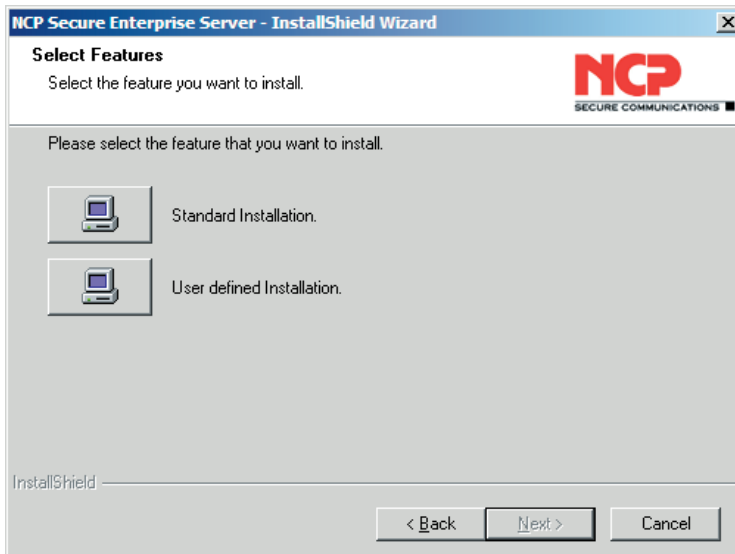 NCP Secure Enterprise Server - InstallShield Wizard
Select Features
Select the feature you want to install.
NCP
SECURE COMMUNICATIONS
Please select the feature that you want to install.
Standard Installation.
User defined Installation.
InstallShield
< Back
Next >
Cancel